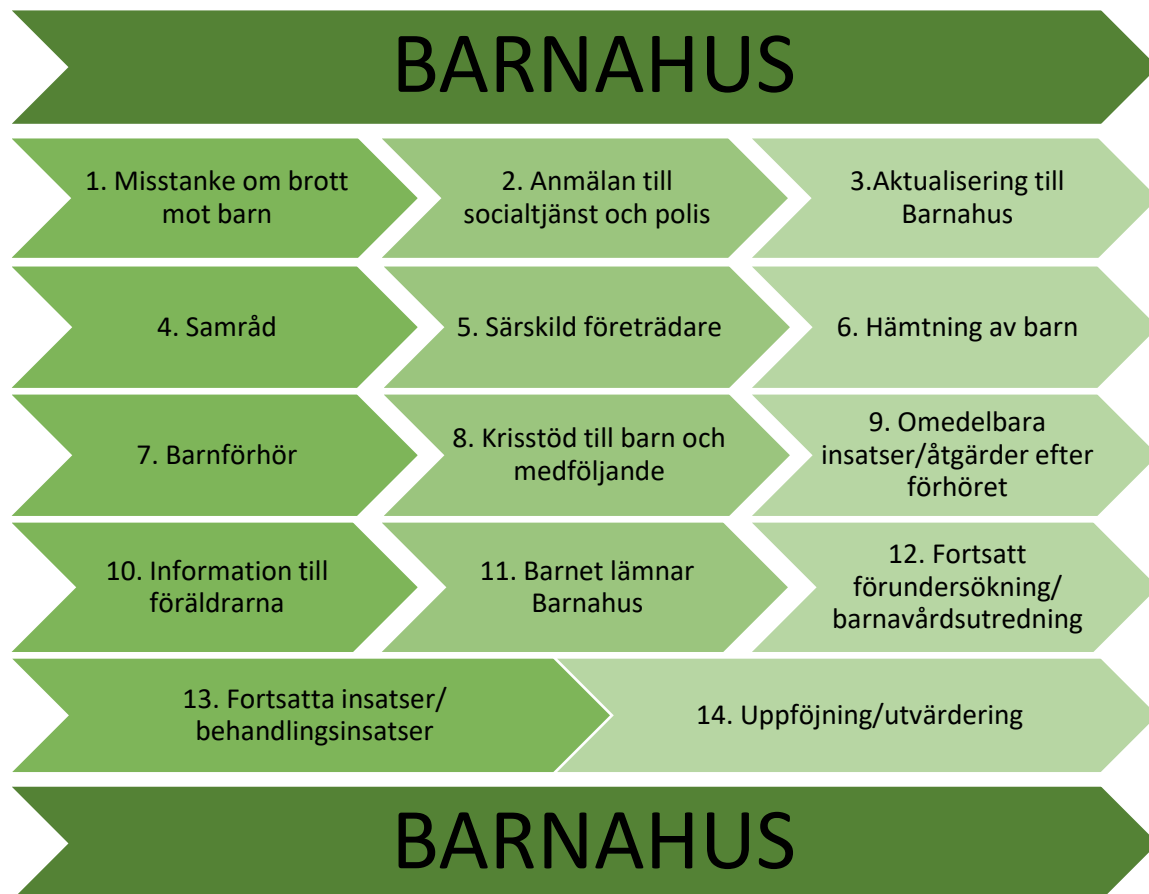 BARNAHUS
1. Misstanke om brott
mot barn
2. Anmälan till
socialtjänst och polis
3.Aktualisering till
Barnahus
4. Samråd
5. Särskild företrädare
6. Hämtning av barn
7. Barnförhör
8. Krisstöd till barn och
medföljande
9. Omedelbara
insatser/åtgärder efter
förhöret
10. Information till
föräldrarna
11. Barnet lämnar
Barnahus
12. Fortsatt
förundersökning/
barnavårdsutredning
13. Fortsatta insatser/
behandlingsinsatser
14. Uppföjning/utvärdering
BARNAHUS